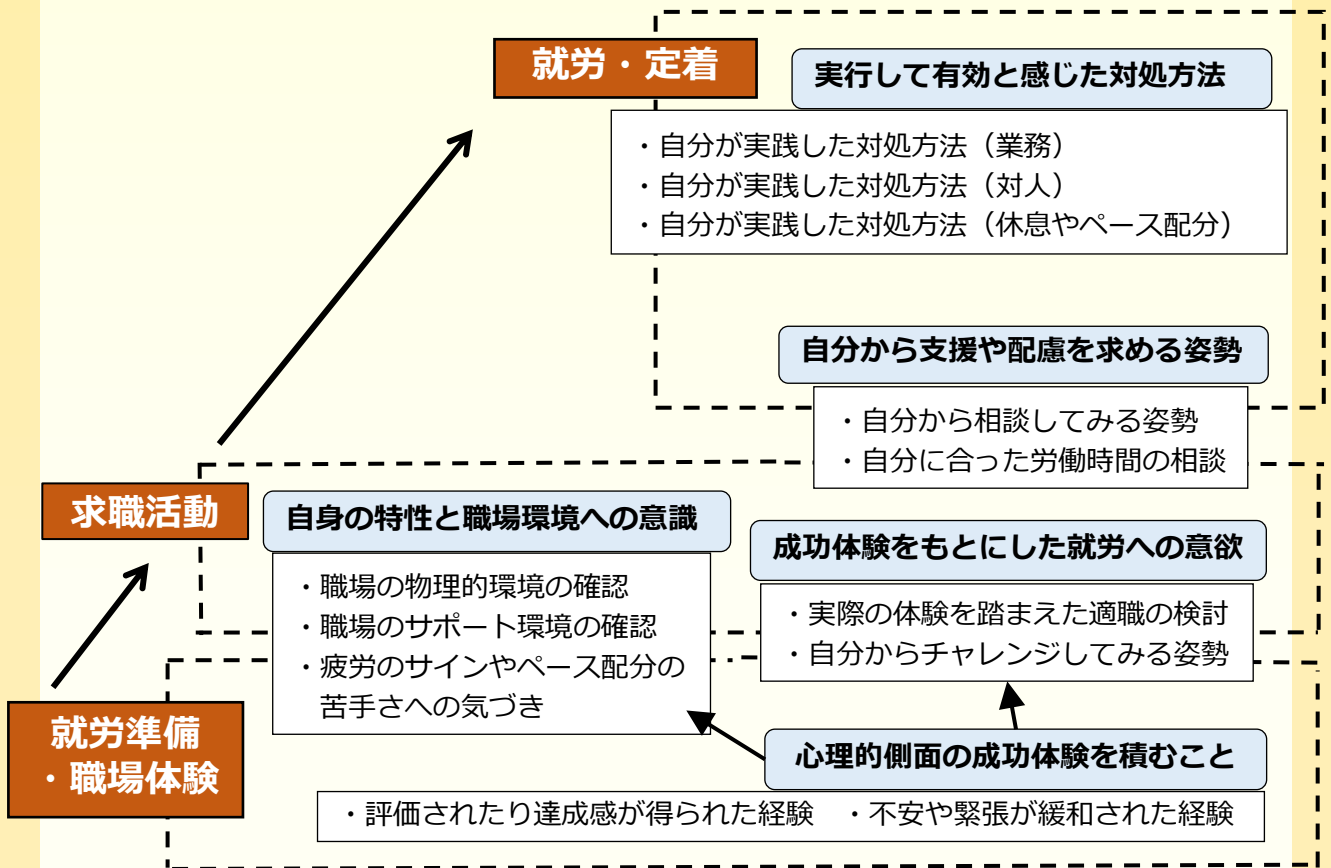 就労・定着
実行して有効と感じた対処方法
・自分が実践した対処方法（業務）
・自分が実践した対処方法（対人）
・自分が実践した対処方法（休息やペース配分）
自分から支援や配慮を求める姿勢
・自分から相談してみる姿勢
・自分に合った労働時間の相談
求職活動
自身の特性と職場環境への意識
・職場の物理的環境の確認
・職場のサポート環境の確認
・疲労のサインやペース配分の
苦手さへの気づき
成功体験をもとにした就労への意欲
・実際の体験を踏まえた適職の検討
・自分からチャレンジしてみる姿勢
就労準備
・職場体験
心理的側面の成功体験を積むこと
・評価されたり達成感が得られた経験　・不安や緊張が緩和された経験